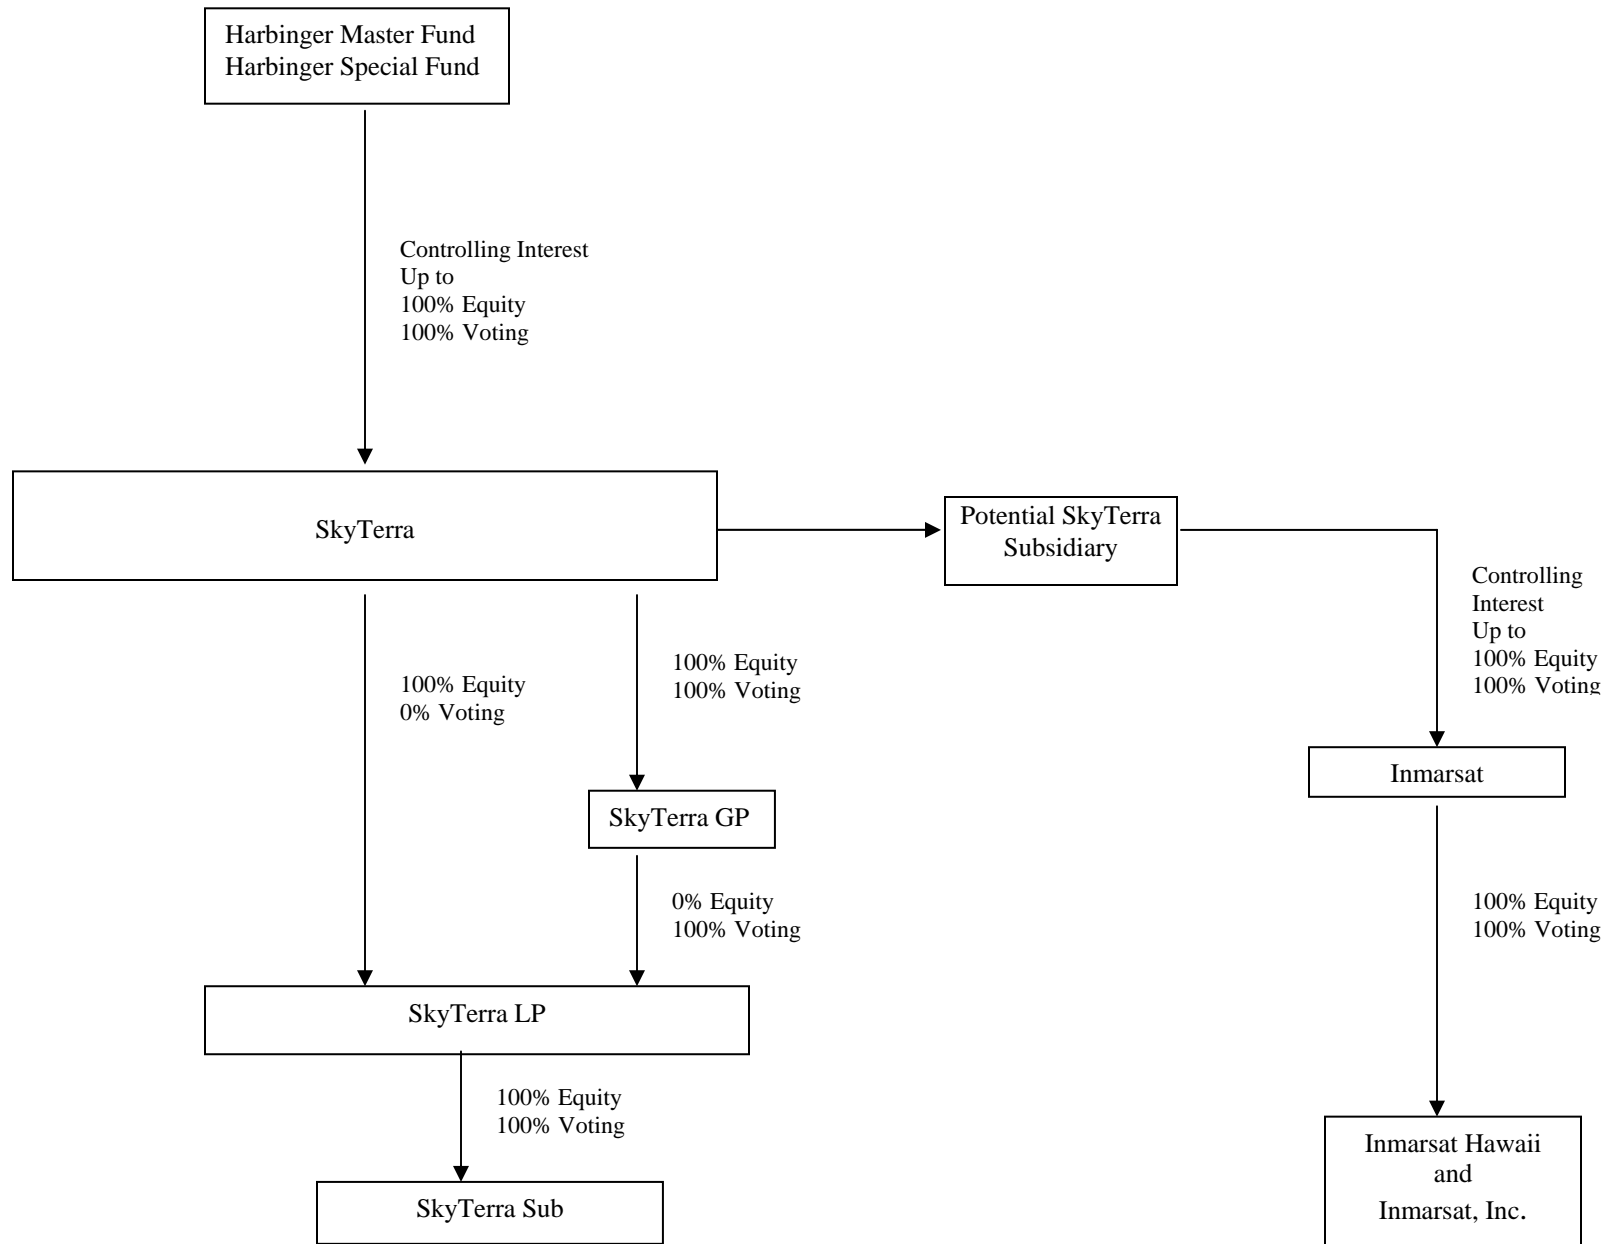 Harbinger Master Fund
Harbinger Special Fund
Controlling Interest
Up to
100% Equity
100% Voting
SkyTerra
Potential SkyTerra
Subsidiary
Controlling
Interest
Up to
100% Equity
100% Voting
100% Equity
0% Voting
100% Equity
100% Voting
Inmarsat
SkyTerra GP
0% Equity
100% Voting
100% Equity
100% Voting
SkyTerra LP
100% Equity
100% Voting
SkyTerra Sub
Inmarsat Hawaii
and
Inmarsat, Inc.